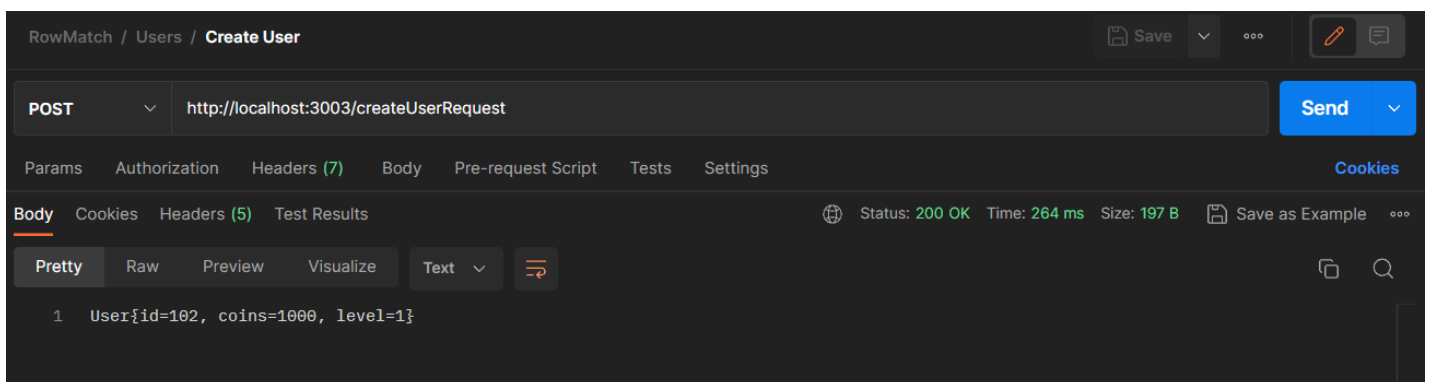 RowMatch / Users / Create User
Save
POST
http://localhost:3003/createUserRequest
Send
Params Authorization Headers (7) Body Pre-request Script Tests Settings Cookies
Body Cookies Headers (5) Test Results Status: 200 OK Time: 264 ms Size: 197 B Save as Example
Pretty Raw Preview Visualize Text
1 User{id=102, coins=1000, level=1}